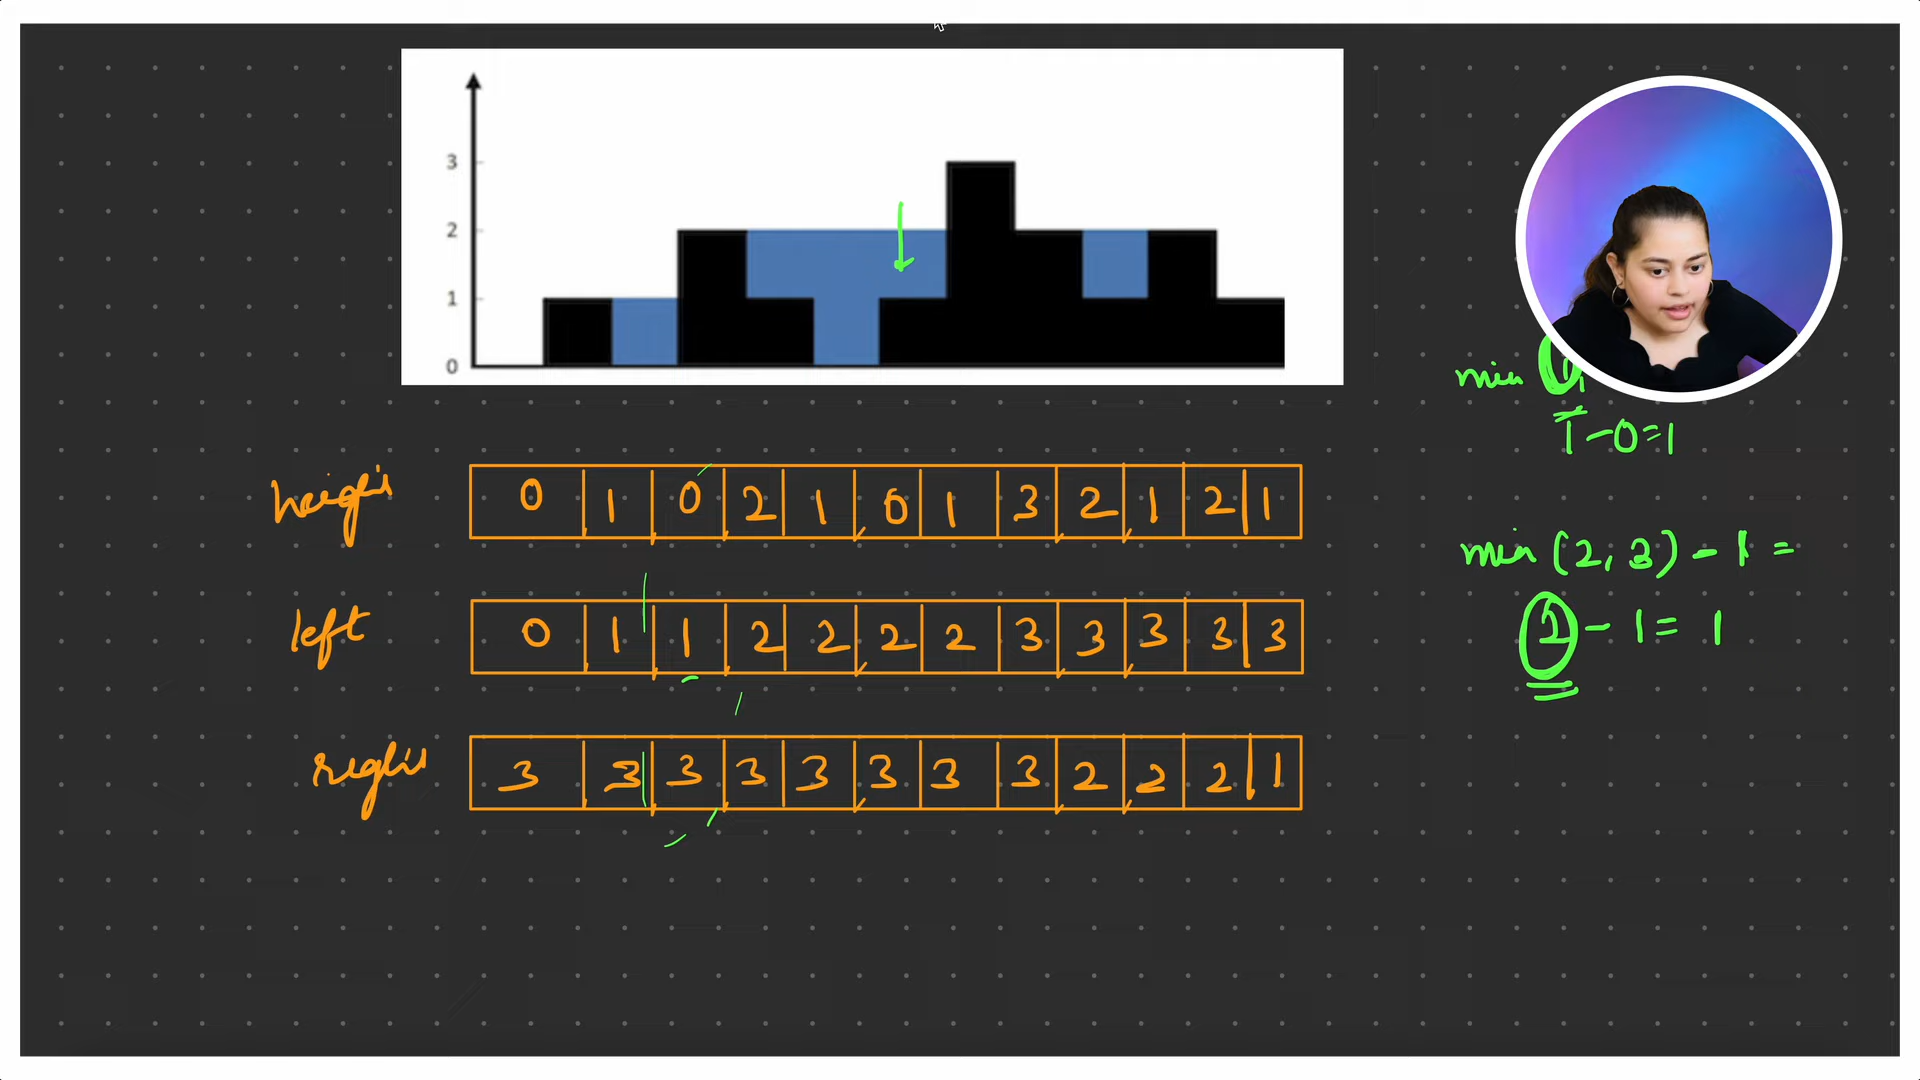 3
2
1
0
min
1-0=1
height 0 1 0 2 1 0 1 3 2 1 2 1
min (2, 3) - 1 =
left 0 1 1 2 2 2 2 3 3 3 3 3
2 - 1 = 1
right 3 3 3 3 3 3 3 3 2 2 2 1